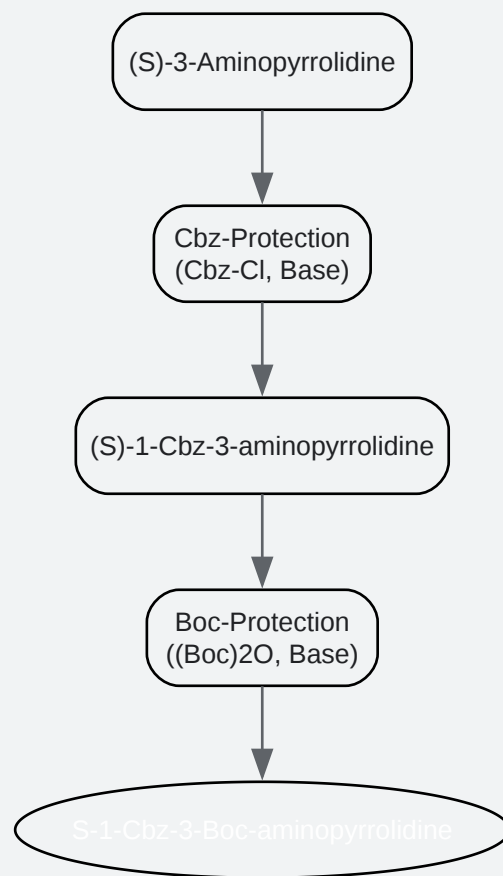 (S)-3-Aminopyrrolidine
Cbz-Protection
(Cbz-Cl, Base)
(S)-1-Cbz-3-aminopyrrolidine
Boc-Protection
((Boc)2O, Base)
S-1-Cbz-3-Boc-aminopyrrolidine